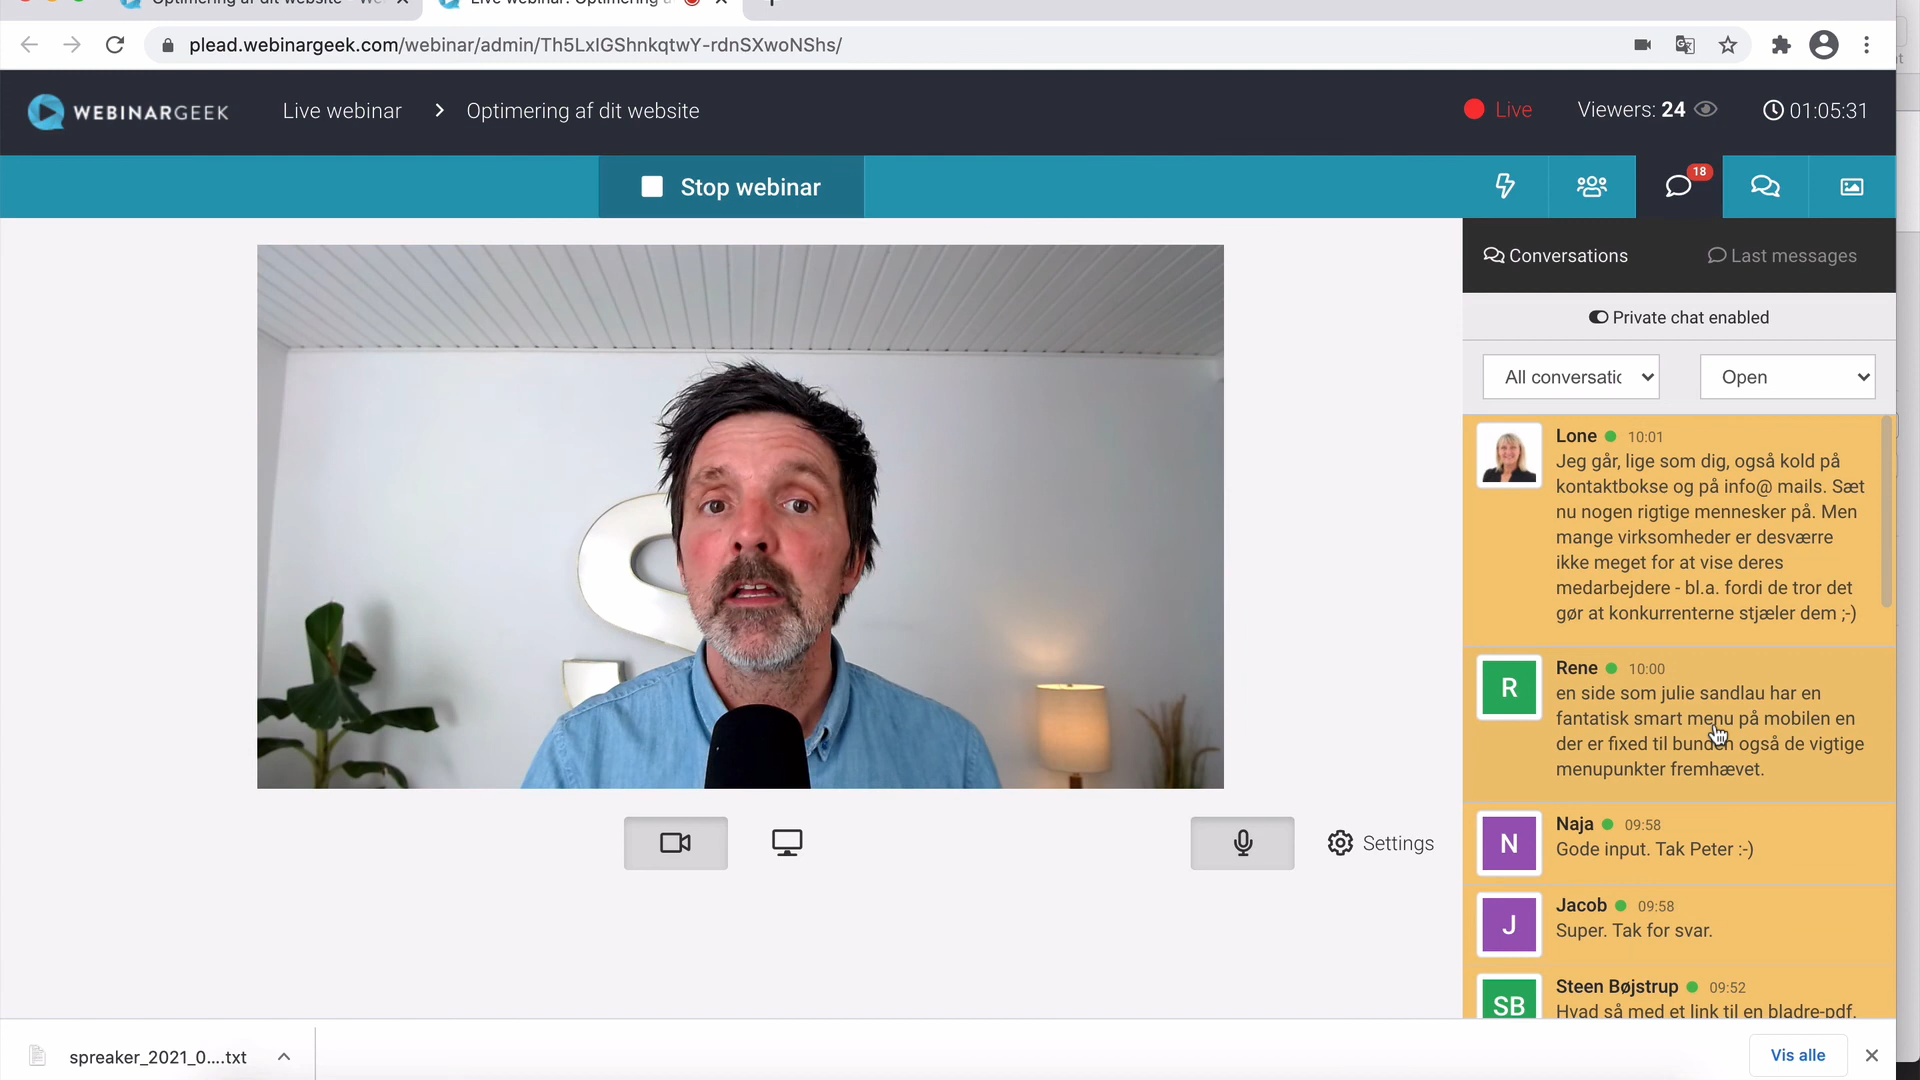 Optimering af dit website
Live webinar: Optimering
plead.webinargeek.com/webinar/admin/Th5LxIGShnkqtwY-rdnSXwoNShs/
WEBINARGEEK
Live webinar
Optimering af dit website
Live
Viewers: 24
01:05:31
Stop webinar
18
Conversations
Last messages
Private chat enabled
All conversatic
Open
Lone 10:01
Jeg går, lige som dig, også kold på
kontaktbokse og på info@ mails. Sæt
nu nogen rigtige mennesker på. Men
mange virksomheder er desværre
ikke meget for at vise deres
medarbejdere - bl.a. fordi de tror det
gør at konkurrenterne stjæler dem ;-)
R
Rene 10:00
en side som julie sandlau har en
fantatisk smart menu på mobilen en
der er fixed til bunden også de vigtige
menupunkter fremhævet.
N
Naja 09:58
Gode input. Tak Peter :-)
J
Jacob 09:58
Super. Tak for svar.
SB
Steen Bøjstrup 09:52
Hvad så med et link til en bladre-pdf.
Settings
spreaker_2021_0....txt
Vis alle